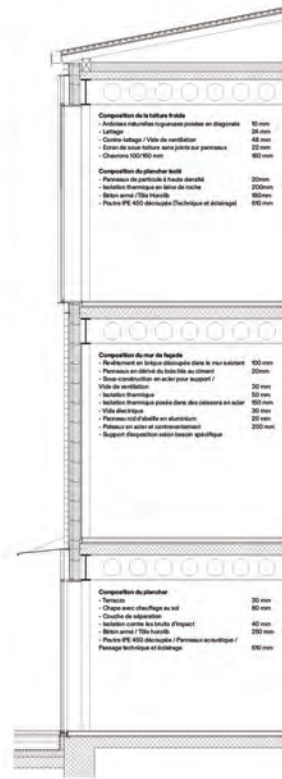 Composition de la toiture froide
- Ardoises naturelles rugueuses posées en diagonale 10 mm
- Lattage 24 mm
- Contre-lattage / Vide de ventilation 48 mm
- Ecran de sous-toiture sans joints sur panneaux 22 mm
- Chevrons 100/160 mm 160 mm
Composition du plancher isolé
- Panneaux de particule à haute densité 20mm
- Isolation thermique en laine de roche 200mm
- Béton armé / Tôle Horolib 160mm
- Poutre IPE 450 découpée (Technique et éclairage) 610 mm
Composition du mur de façade
- Revêtement en brique découpée dans le mur existant 100 mm
- Panneaux en dérivé du bois liés au ciment 20mm
- Sous-construction en acier pour support /
Vide de ventilation 30 mm
- Isolation thermique 50 mm
- Isolation thermique posée dans des caissons en acier 150 mm
- Vide électrique 30 mm
- Panneau nid d'abeille en aluminium 20 mm
- Poteaux en acier et contreventement 200 mm
- Support d'exposition selon besoin spécifique
Composition du plancher
- Terrazzo 30 mm
- Chape avec chauffage au sol 80 mm
- Couche de séparation
- Isolation contre les bruits d'impact 40 mm
- Béton armé / Tôle horolib 250 mm
- Poutre IPE 450 découpée / Panneaux acoustique /
Passage technique et éclairage 610 mm